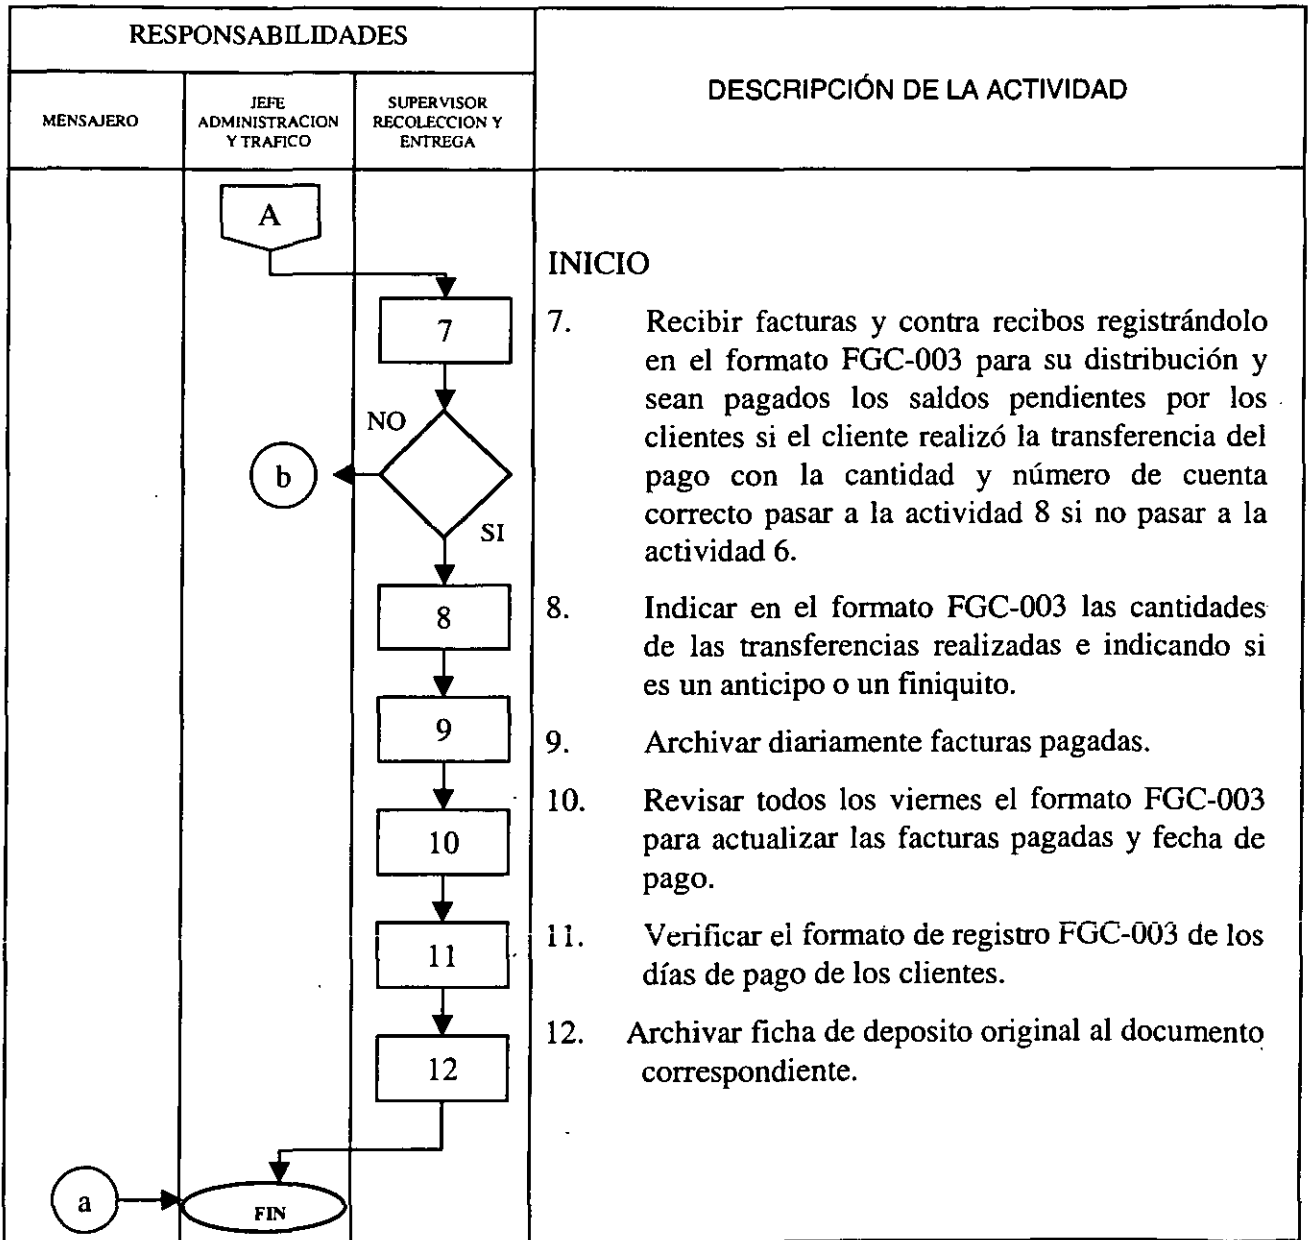 RESPONSABILIDADES
DESCRIPCIÓN DE LA ACTIVIDAD
MENSAJERO
JEFE
ADMINISTRACION
Y TRAFICO
SUPERVISOR
RECOLECCION Y
ENTREGA
A
INICIO
7
7. Recibir facturas y contra recibos registrándolo
en el formato FGC-003 para su distribución y
sean pagados los saldos pendientes por los
clientes si el cliente realizó la transferencia del
pago con la cantidad y número de cuenta
correcto pasar a la actividad 8 si no pasar a la
actividad 6.
NO
b
SI
8
8. Indicar en el formato FGC-003 las cantidades
de las transferencias realizadas e indicando si
es un anticipo o un finiquito.
9
9. Archivar diariamente facturas pagadas.
10
10. Revisar todos los viernes el formato FGC-003
para actualizar las facturas pagadas y fecha de
pago.
11
11. Verificar el formato de registro FGC-003 de los
días de pago de los clientes.
12
12. Archivar ficha de deposito original al documento
correspondiente.
a
FIN